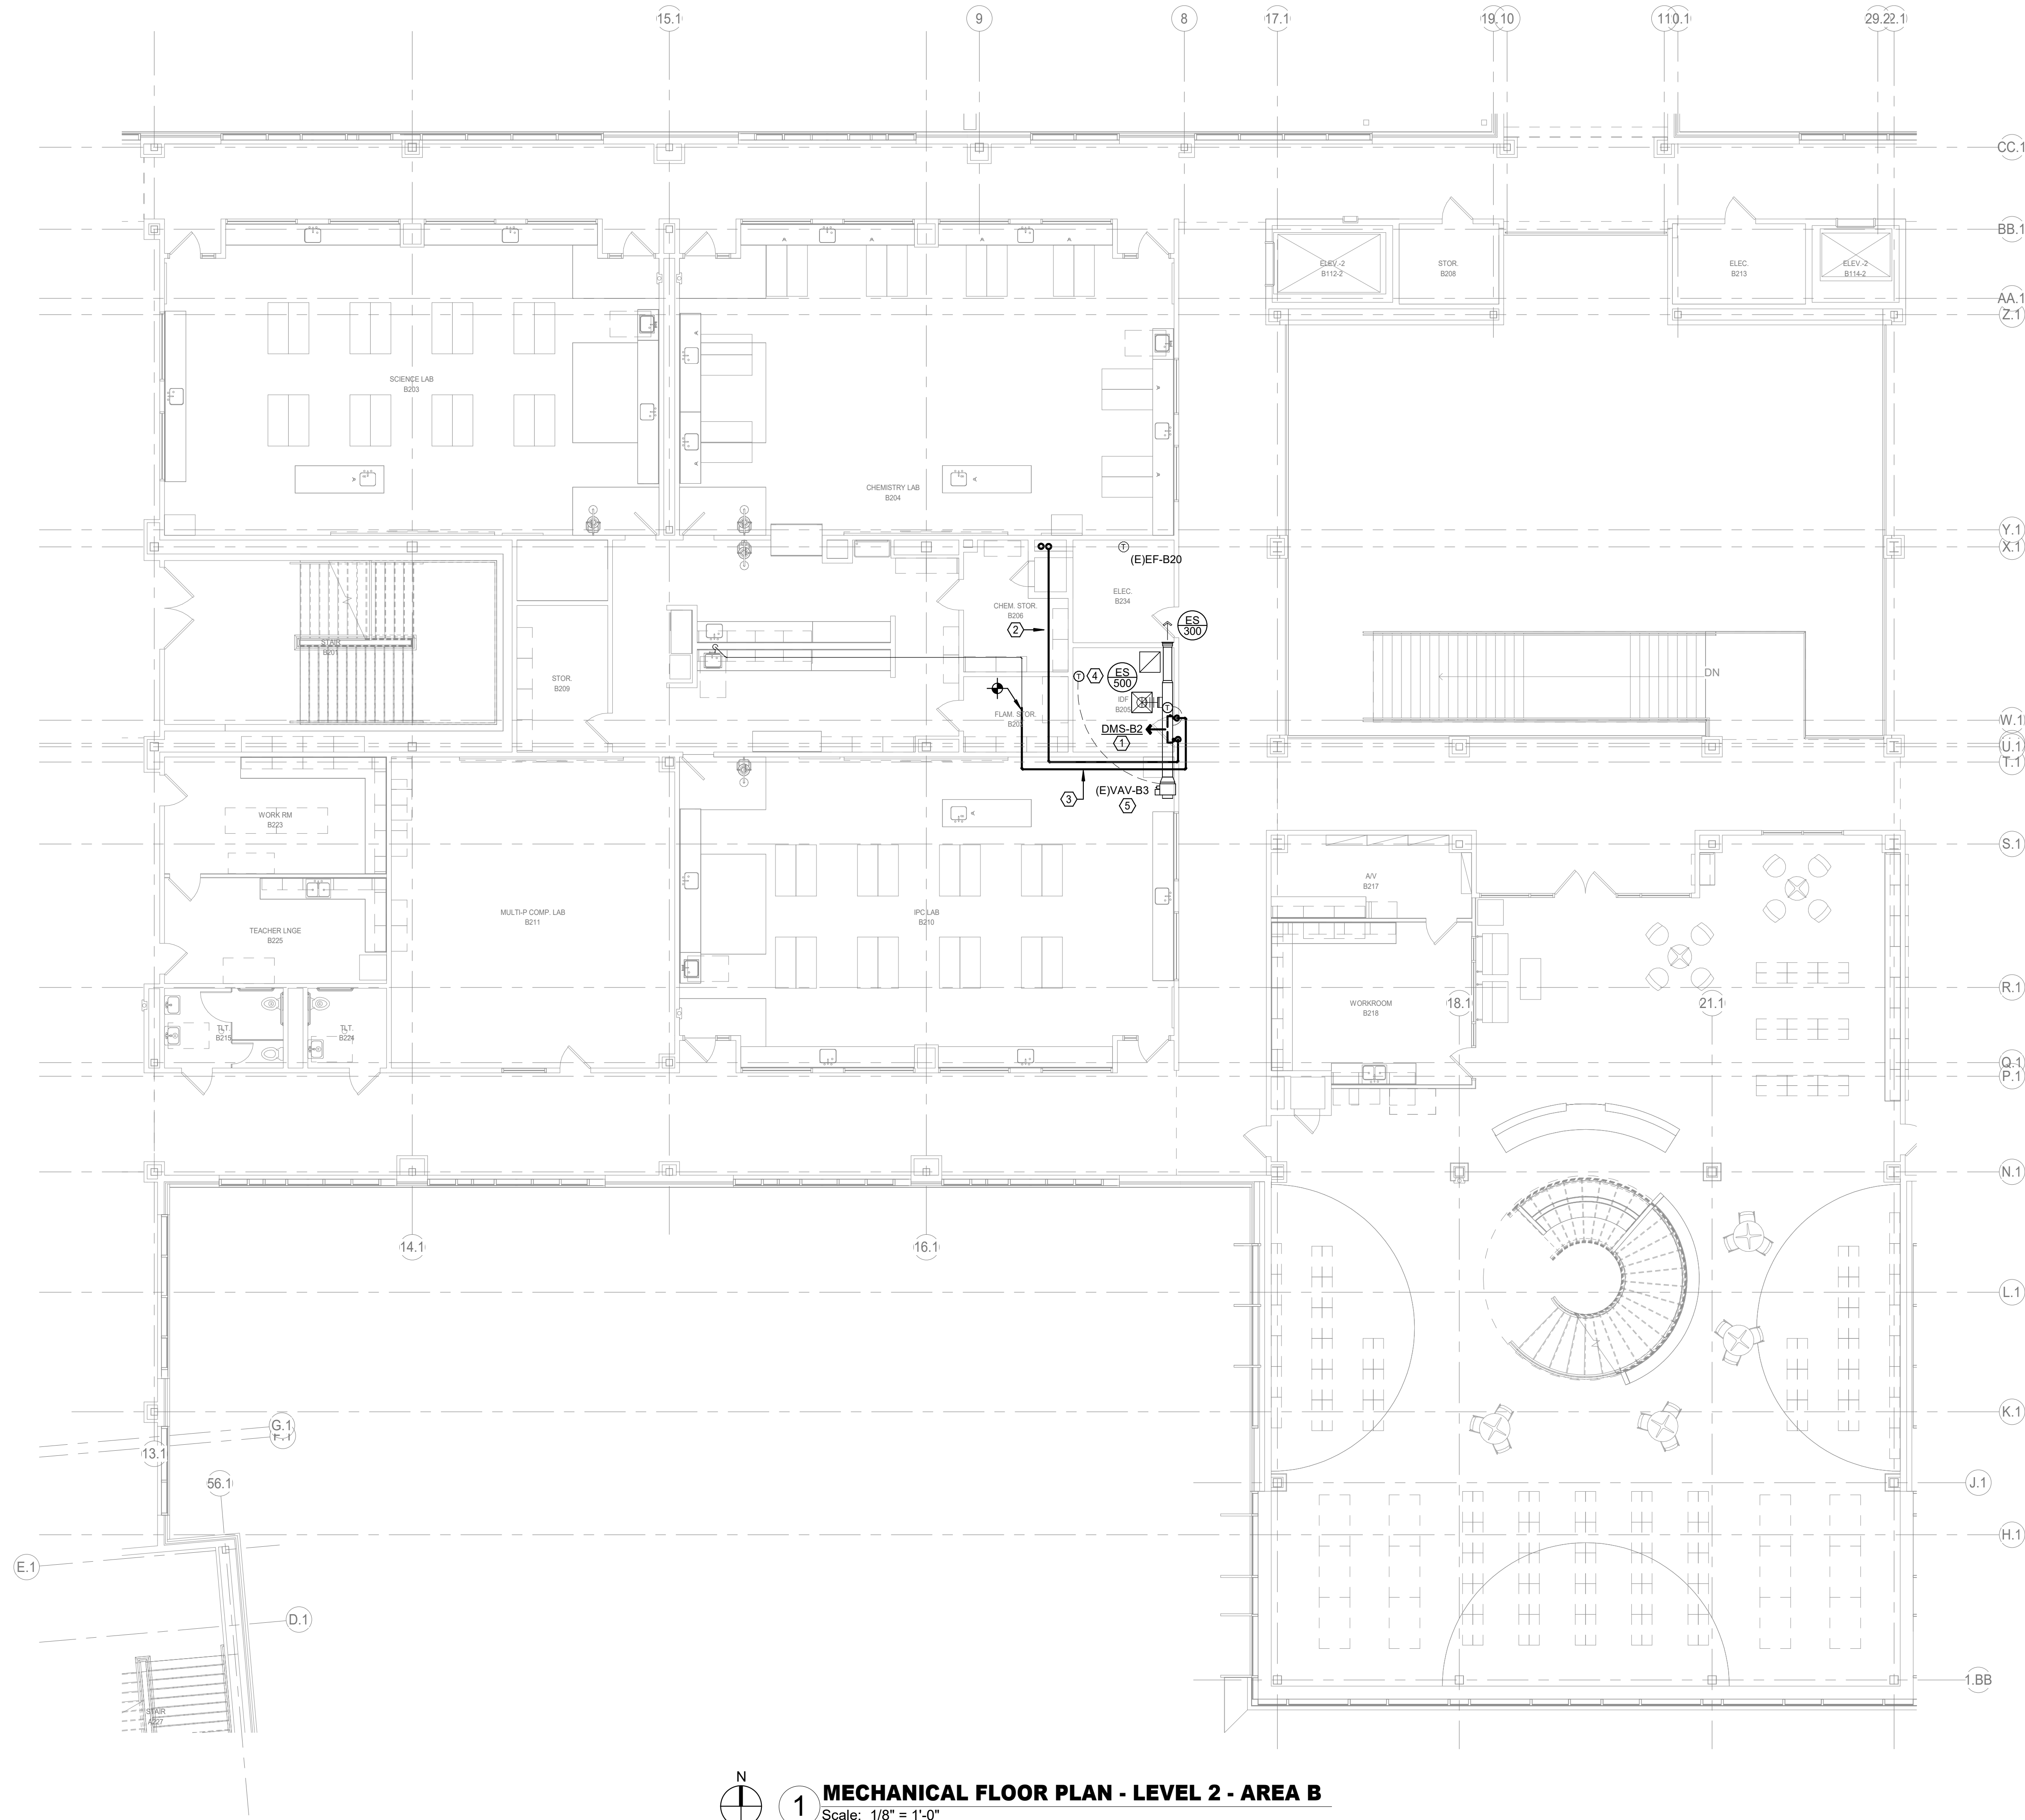 15.1
9
8
17.1
19.10
110.1
29.22.1
CC.1
BB.1
ELEV.-2
B112-2
STOR.
B208
ELEC.
B213
ELEV.-2
B114-2
AA.1
Z.1
SCIENCE LAB
B203
CHEMISTRY LAB
B204
Y.1
X.1
T
(E)EF-B20
ELEC.
B234
CHEM. STOR.
B206
2
ES
300
STAIR
B201
STOR.
B209
T
4
ES
500
IDF
B205
T
FLAM. STOR.
DMS-B2
1
DN
W.1
U.1
T.1
3
(E)VAV-B3
5
WORK RM
B223
S.1
A/V
B217
MULTI-P COMP. LAB
B211
IPC LAB
B210
TEACHER LNGE
B225
R.1
WORKROOM
B218
18.1
21.1
TLT.
B215
TLT.
B224
Q.1
P.1
N.1
14.1
16.1
L.1
K.1
G.1
F.1
13.1
56.1
J.1
H.1
E.1
D.1
1.BB
STAIR
A227
N
1
MECHANICAL FLOOR PLAN - LEVEL 2 - AREA B
Scale: 1/8" = 1'-0"